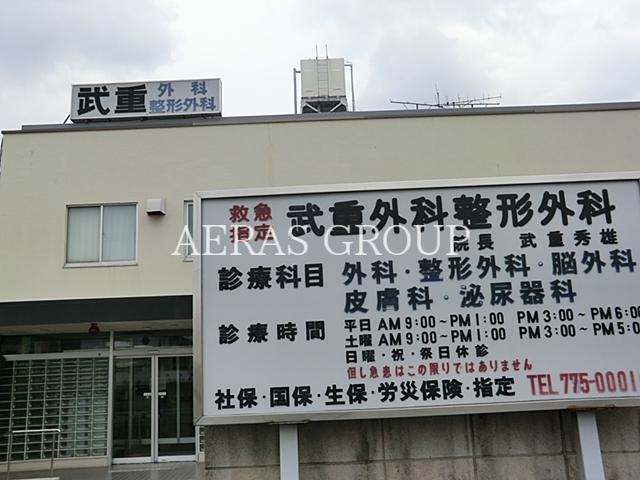 武重 外科
整形外科
救急
指定
武重外科整形外科
院長 武重秀雄
診療科目 外科・整形外科・脳外科
皮膚科・泌尿器科
診療時間 平日 AM 9:00~PM 1:00 PM 3:00~PM 6:00
土曜 AM 9:00~PM 1:00 PM 3:00~PM 5:0
日曜・祝・祭日休診
但し急患はこの限りではありません
社保・国保・生保・労災保険・指定 TEL 775-0001
AERAS GROUP